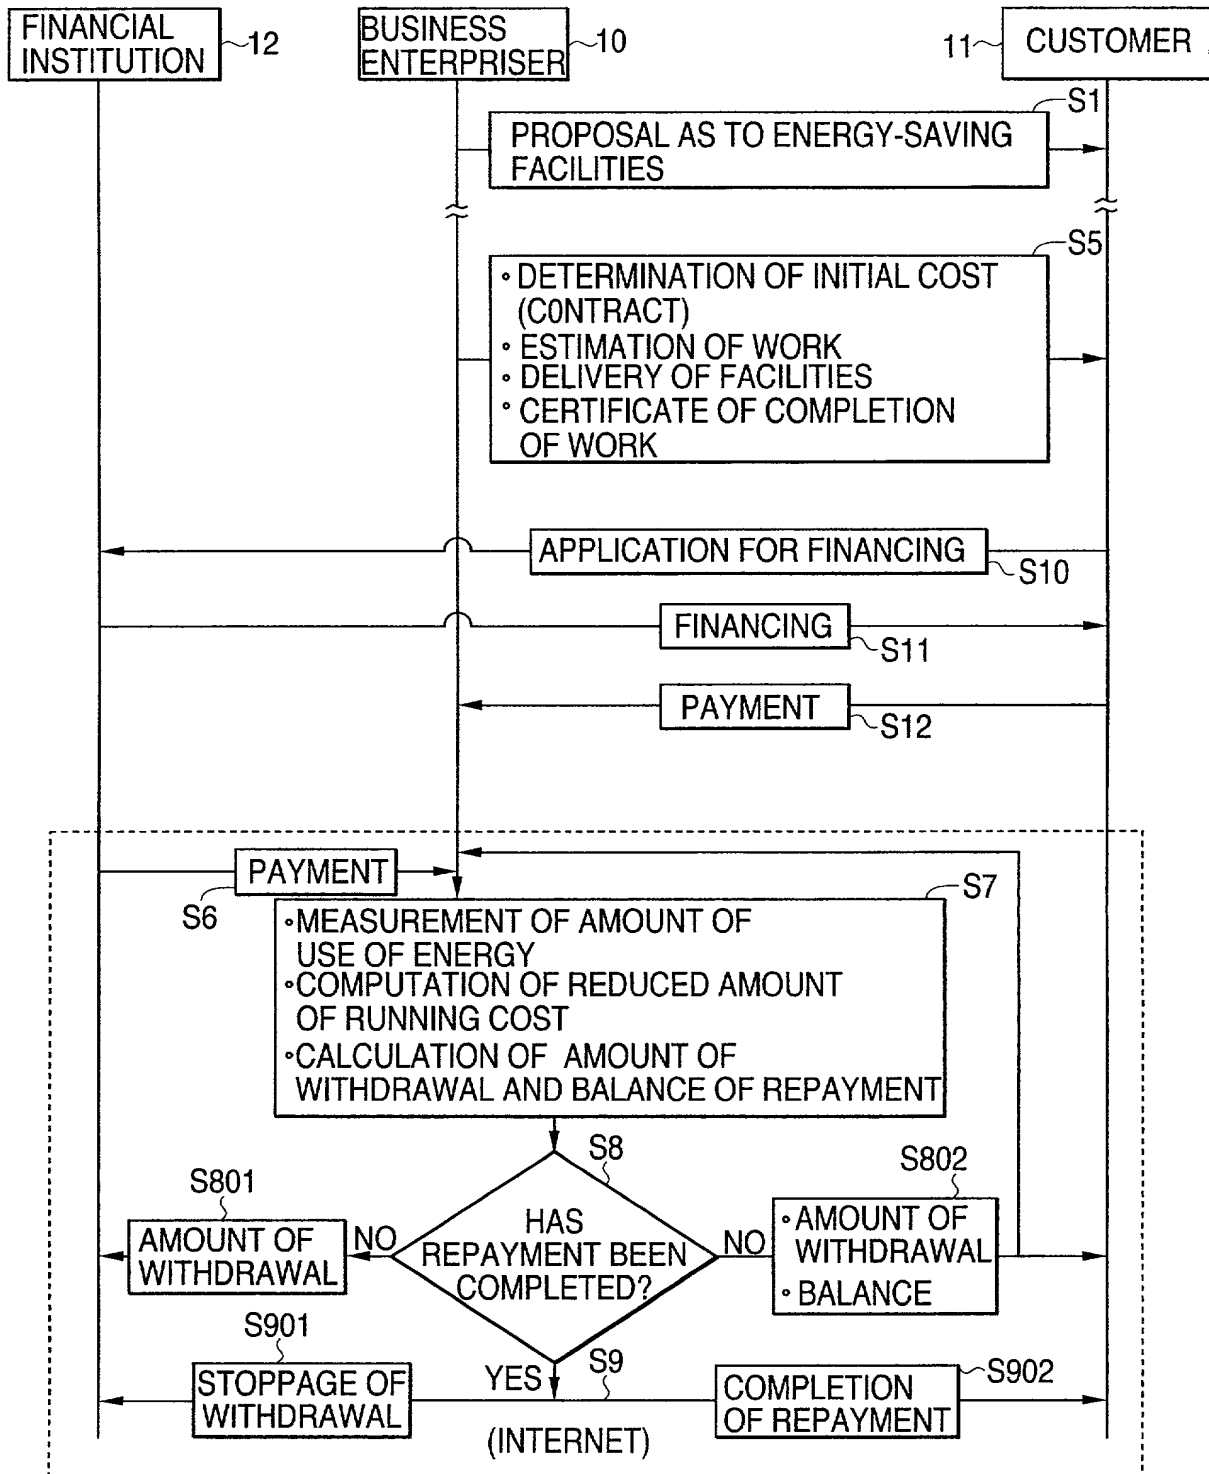 FINANCIAL
INSTITUTION
12
BUSINESS
ENTERPRISER
10
11
CUSTOMER
S1
PROPOSAL AS TO ENERGY-SAVING
FACILITIES
S5
• DETERMINATION OF INITIAL COST
(C0NTRACT)
• ESTIMATION OF WORK
• DELIVERY OF FACILITIES
• CERTIFICATE OF COMPLETION
OF WORK
APPLICATION FOR FINANCING
S10
FINANCING
S11
PAYMENT
S12
PAYMENT
S6
S7
•MEASUREMENT OF AMOUNT OF
USE OF ENERGY
•COMPUTATION OF REDUCED AMOUNT
OF RUNNING COST
•CALCULATION OF AMOUNT OF
WITHDRAWAL AND BALANCE OF REPAYMENT
S8
HAS
REPAYMENT BEEN
COMPLETED?
S801
AMOUNT OF
WITHDRAWAL
NO
NO
S802
• AMOUNT OF
WITHDRAWAL
• BALANCE
S901
STOPPAGE OF
WITHDRAWAL
YES
S9
S902
COMPLETION
OF REPAYMENT
(INTERNET)